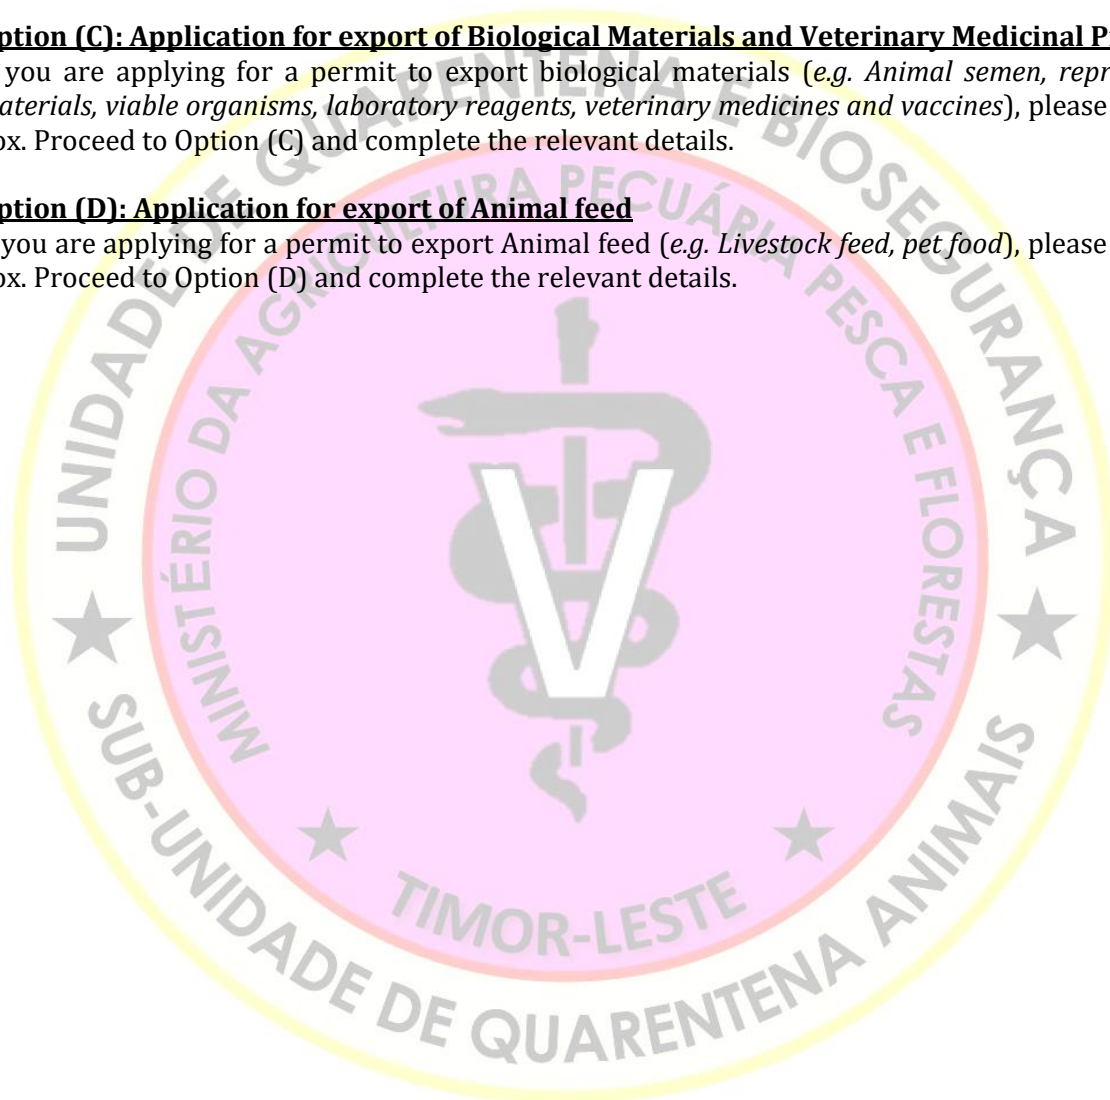 ption (C): Application for export of Biological Materials and Veterinary Medicinal P
you are applying for a permit to export biological materials (e.g. Animal semen, repr
aterials, viable organisms, laboratory reagents, veterinary medicines and vaccines), please
ox. Proceed to Option (C) and complete the relevant details.
ption (D): Application for export of Animal feed
you are applying for a permit to export Animal feed (e.g. Livestock feed, pet food), please
ox. Proceed to Option (D) and complete the relevant details.
UNIDADE DE QUARENTENA E BIOSEGURANÇA
MINISTÉRIO DA AGRICULTURA PECUÁRIA PESCA E FLORESTAS
V
TIMOR-LESTE
SUB-UNIDADE DE QUARENTENA ANIMAIS